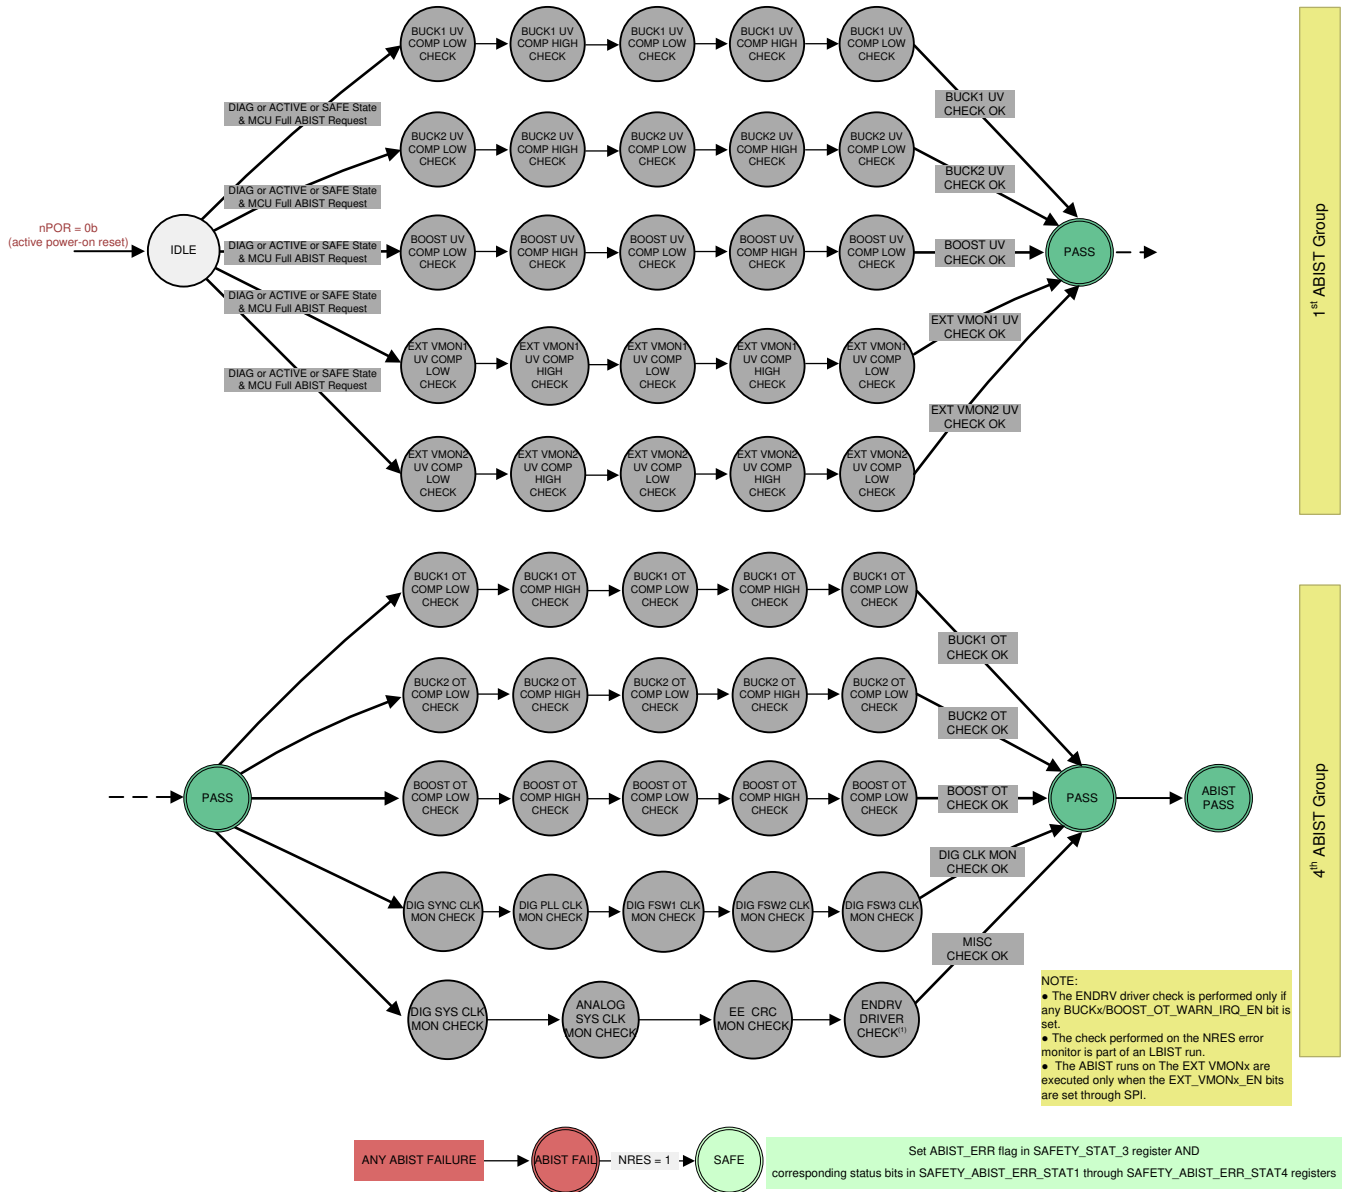 BUCK1 UV
COMP LOW
CHECK
BUCK1 UV
COMP HIGH
CHECK
BUCK1 UV
COMP LOW
CHECK
BUCK1 UV
COMP HIGH
CHECK
BUCK1 UV
COMP LOW
CHECK
DIAG or ACTIVE or SAFE State
& MCU Full ABIST Request
BUCK1 UV
CHECK OK
BUCK2 UV
COMP LOW
CHECK
BUCK2 UV
COMP HIGH
CHECK
BUCK2 UV
COMP LOW
CHECK
BUCK2 UV
COMP HIGH
CHECK
BUCK2 UV
COMP LOW
CHECK
DIAG or ACTIVE or SAFE State
& MCU Full ABIST Request
BUCK2 UV
CHECK OK
nPOR = 0b
(active power-on reset)
IDLE
DIAG or ACTIVE or SAFE State
& MCU Full ABIST Request
BOOST UV
COMP LOW
CHECK
BOOST UV
COMP HIGH
CHECK
BOOST UV
COMP LOW
CHECK
BOOST UV
COMP HIGH
CHECK
BOOST UV
COMP LOW
CHECK
BOOST UV
CHECK OK
PASS
1st ABIST Group
DIAG or ACTIVE or SAFE State
& MCU Full ABIST Request
EXT VMON1
UV COMP
LOW
CHECK
EXT VMON1
UV COMP
HIGH
CHECK
EXT VMON1
UV COMP
LOW
CHECK
EXT VMON1
UV COMP
HIGH
CHECK
EXT VMON1
UV COMP
LOW
CHECK
EXT VMON1 UV
CHECK OK
DIAG or ACTIVE or SAFE State
& MCU Full ABIST Request
EXT VMON2
UV COMP
LOW
CHECK
EXT VMON2
UV COMP
HIGH
CHECK
EXT VMON2
UV COMP
LOW
CHECK
EXT VMON2
UV COMP
HIGH
CHECK
EXT VMON2
UV COMP
LOW
CHECK
EXT VMON2 UV
CHECK OK
BUCK1 OT
COMP LOW
CHECK
BUCK1 OT
COMP HIGH
CHECK
BUCK1 OT
COMP LOW
CHECK
BUCK1 OT
COMP HIGH
CHECK
BUCK1 OT
COMP LOW
CHECK
BUCK1 OT
CHECK OK
BUCK2 OT
COMP LOW
CHECK
BUCK2 OT
COMP HIGH
CHECK
BUCK2 OT
COMP LOW
CHECK
BUCK2 OT
COMP HIGH
CHECK
BUCK2 OT
COMP LOW
CHECK
BUCK2 OT
CHECK OK
PASS
BOOST OT
COMP LOW
CHECK
BOOST OT
COMP HIGH
CHECK
BOOST OT
COMP LOW
CHECK
BOOST OT
COMP HIGH
CHECK
BOOST OT
COMP LOW
CHECK
BOOST OT
CHECK OK
PASS
ABIST
PASS
4th ABIST Group
DIG SYNC CLK
MON CHECK
DIG PLL CLK
MON CHECK
DIG FSW1 CLK
MON CHECK
DIG FSW2 CLK
MON CHECK
DIG FSW3 CLK
MON CHECK
DIG CLK MON
CHECK OK
DIG SYS CLK
MON CHECK
ANALOG
SYS CLK
MON CHECK
EE CRC
MON CHECK
ENDRV
DRIVER
CHECK(1)
MISC
CHECK OK
NOTE:
● The ENDRV driver check is performed only if
any BUCKx/BOOST_OT_WARN_IRQ_EN bit is
set.
● The check performed on the NRES error
monitor is part of an LBIST run.
● The ABIST runs on The EXT VMONx are
executed only when the EXT_VMONx_EN bits
are set through SPI.
ANY ABIST FAILURE
ABIST FAIL
NRES = 1
SAFE
Set ABIST_ERR flag in SAFETY_STAT_3 register AND
corresponding status bits in SAFETY_ABIST_ERR_STAT1 through SAFETY_ABIST_ERR_STAT4 registers